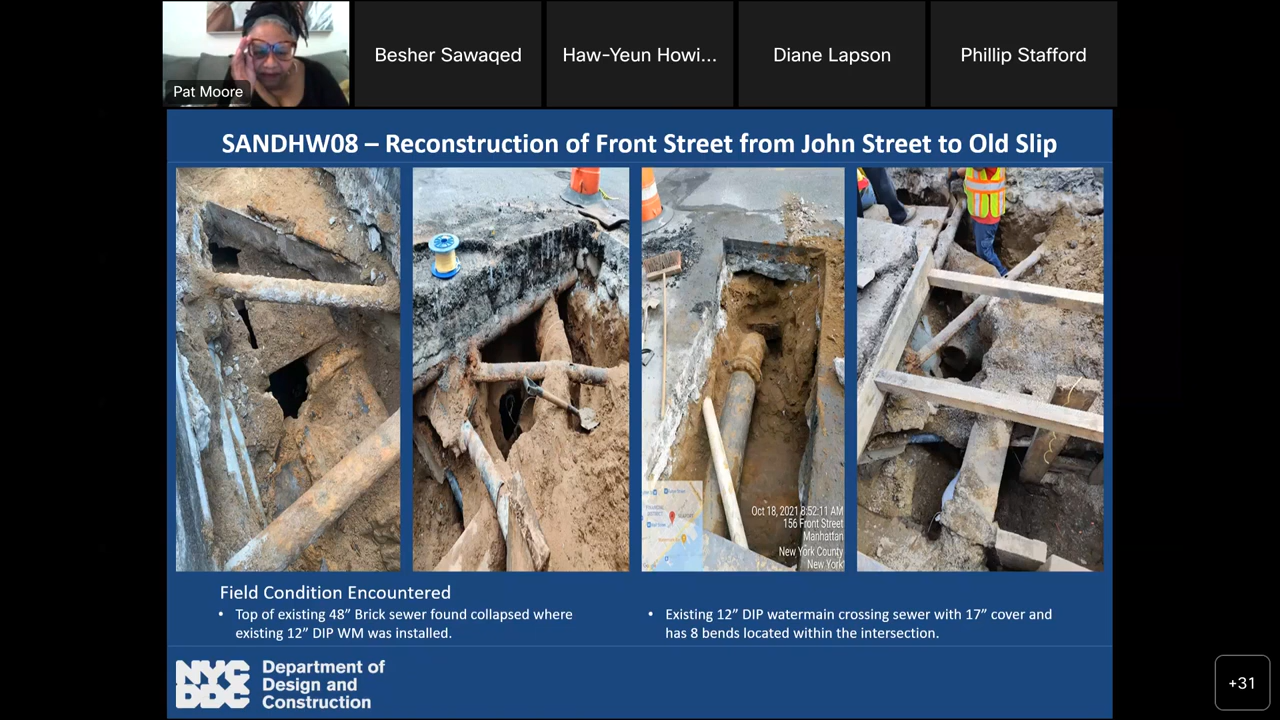 Pat Moore
Besher Sawaqed
Haw-Yeun Howi...
Diane Lapson
Phillip Stafford
SANDHW08 – Reconstruction of Front Street from John Street to Old Slip
Oct 18, 2021 8:52:11 AM
156 Front Street
Manhattan
New York County
New York
Field Condition Encountered
• Top of existing 48” Brick sewer found collapsed where
existing 12” DIP WM was installed.
• Existing 12” DIP watermain crossing sewer with 17” cover and
has 8 bends located within the intersection.
NYC
DDC
Department of
Design and
Construction
+31